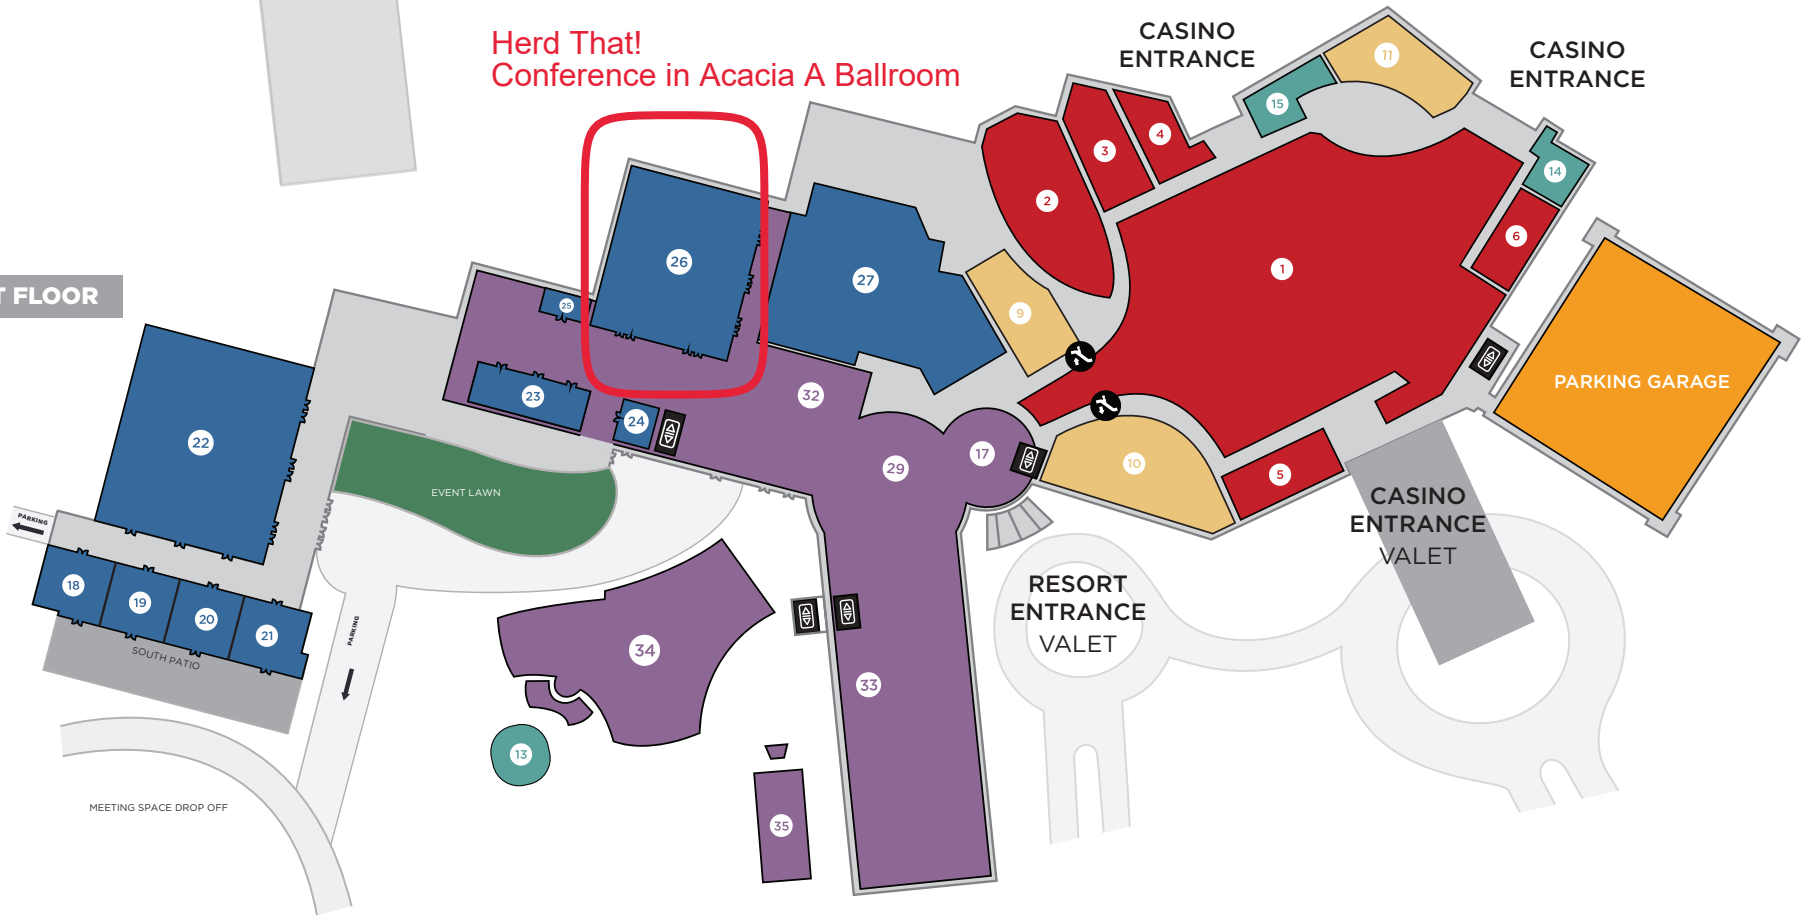 Herd That!
Conference in Acacia A Ballroom
CASINO
ENTRANCE
CASINO
ENTRANCE
11
15
4
3
14
2
6
26
1
27
T FLOOR
25
9
PARKING GARAGE
23
32
24
22
17
29
10
5
EVENT LAWN
CASINO
ENTRANCE
VALET
PARKING
18
19
20
21
RESORT
ENTRANCE
VALET
PARKING
SOUTH PATIO
34
33
13
MEETING SPACE DROP OFF
35